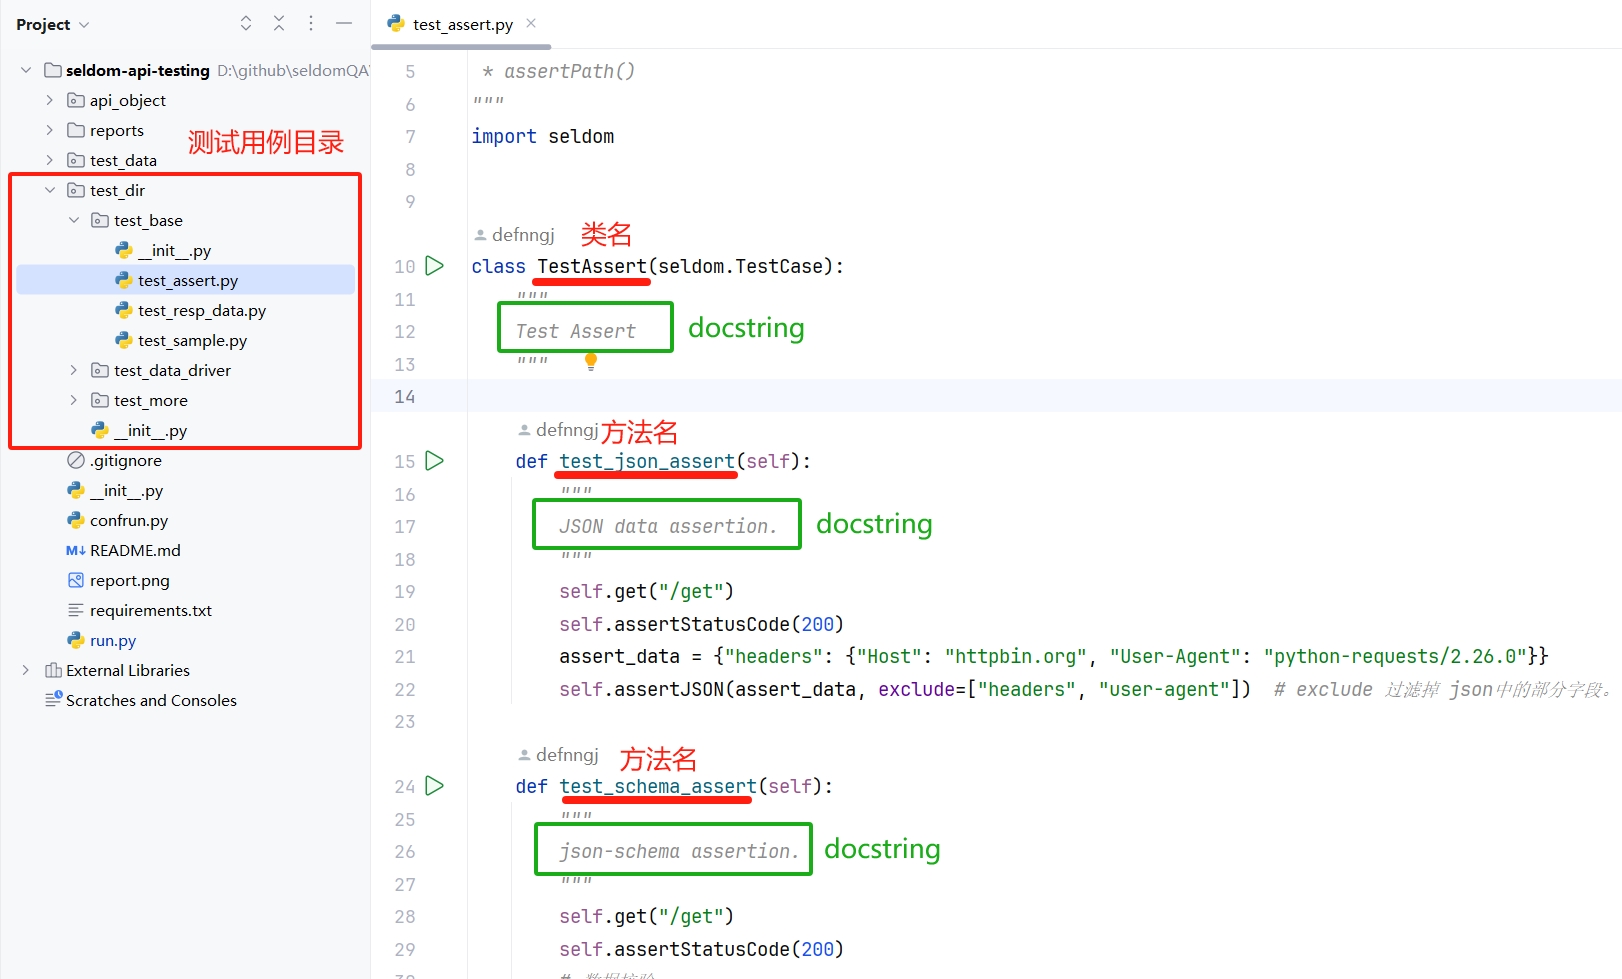 Project
seldom-api-testing D:\github\seldomQA
api_object
reports
测试用例目录
test_data
test_dir
test_base
__init__.py
test_assert.py
test_resp_data.py
test_sample.py
test_data_driver
test_more
__init__.py
.gitignore
__init__.py
confrun.py
M↓ README.md
report.png
requirements.txt
run.py
External Libraries
Scratches and Consoles
test_assert.py
5 * assertPath()
6 """
7 import seldom
8
9
defnngj 类名
10 class TestAssert(seldom.TestCase):
11 """
12 Test Assert docstring
13 """
14
defnngj 方法名
15 def test_json_assert(self):
16 """
17 JSON data assertion. docstring
18 """
19 self.get("/get")
20 self.assertStatusCode(200)
21 assert_data = {"headers": {"Host": "httpbin.org", "User-Agent": "python-requests/2.26.0"}}
22 self.assertJSON(assert_data, exclude=["headers", "user-agent"]) # exclude 过滤掉 json中的部分字段。
23
defnngj 方法名
24 def test_schema_assert(self):
25 """
26 json-schema assertion. docstring
27 """
28 self.get("/get")
29 self.assertStatusCode(200)